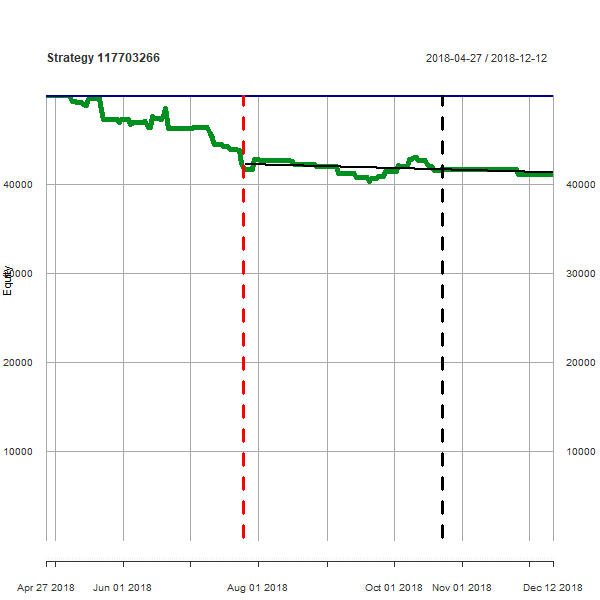 Strategy 117703266
2018-04-27 / 2018-12-12
40000
40000
30000
30000
Equity
20000
20000
10000
10000
Apr 27 2018
Jun 01 2018
Aug 01 2018
Oct 01 2018
Nov 01 2018
Dec 12 2018